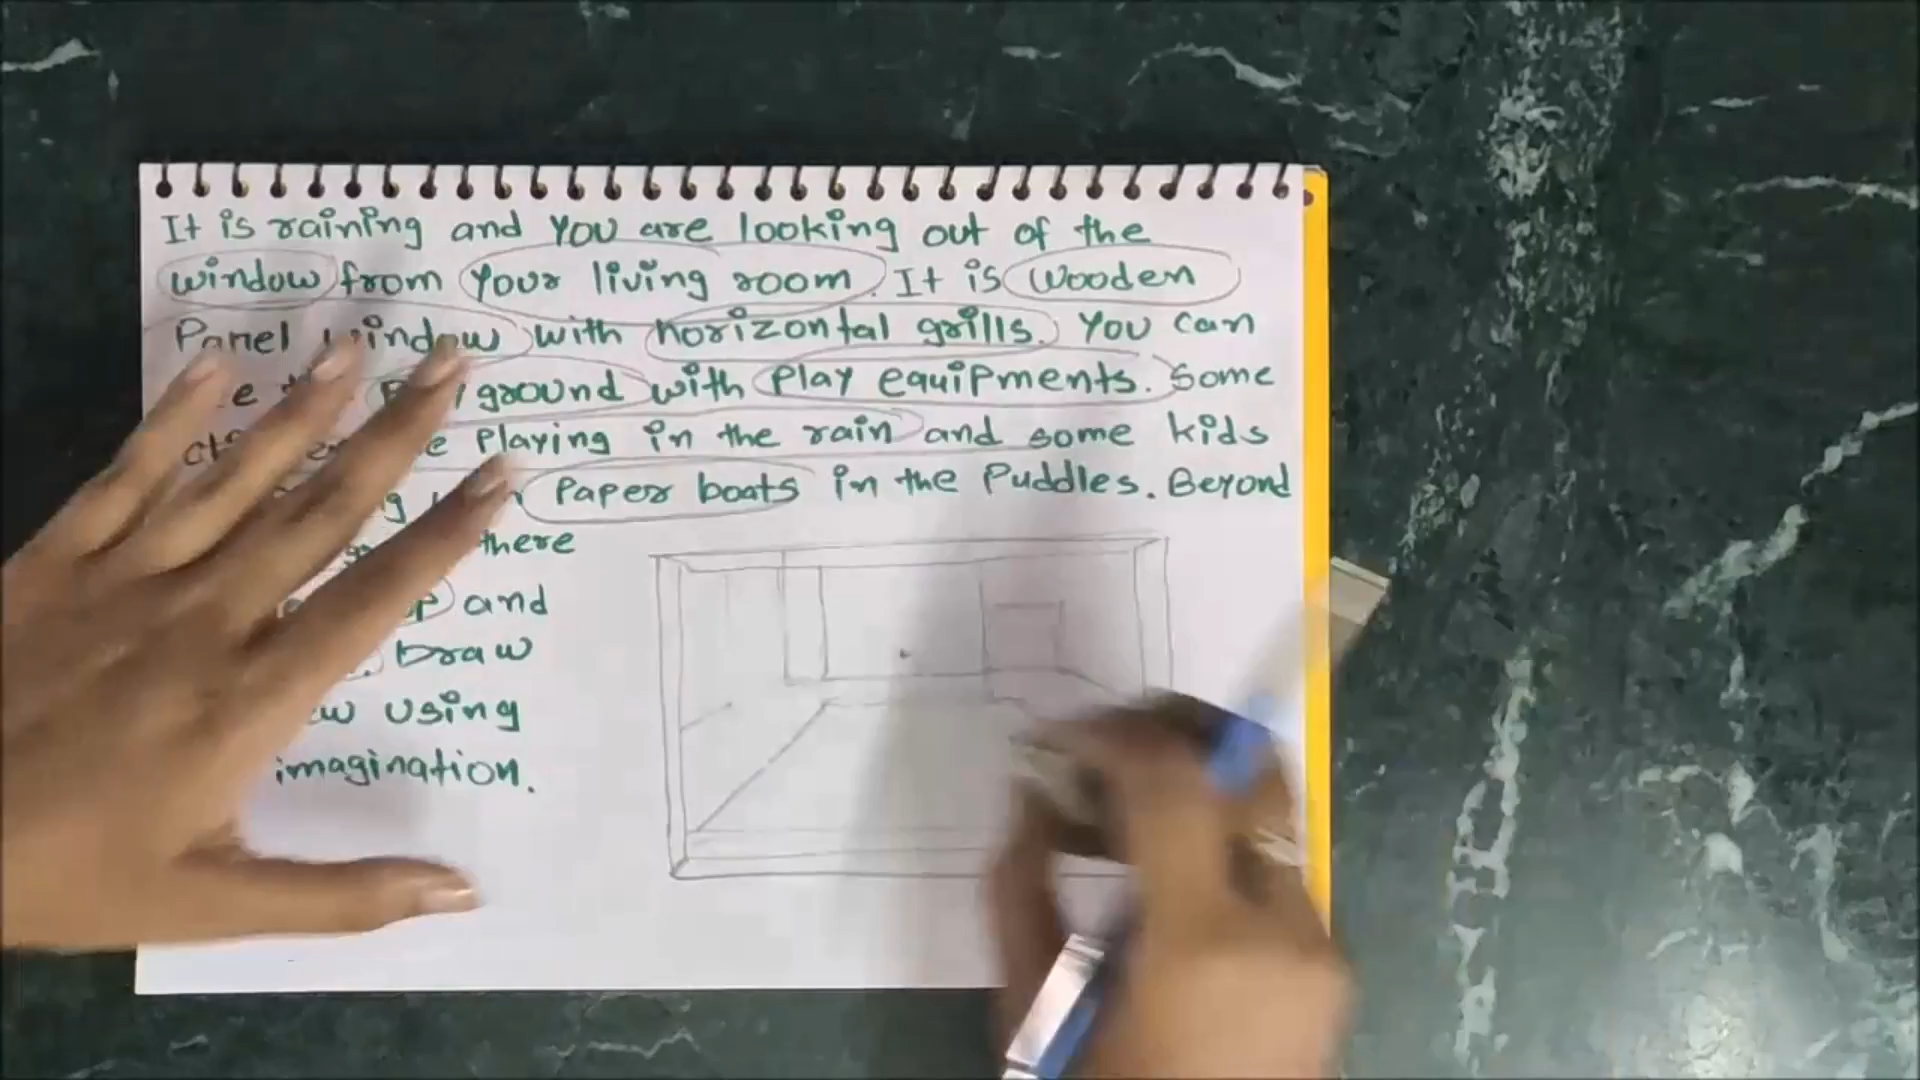 It is raining and you are looking out of the
window from your living room. It is wooden
Panel window with horizontal grills. You can
ground with Play equipments. Some
Playing in the rain and some kids
Paper boats in the Puddles. Beyond
there
and
Draw
using
imagination.